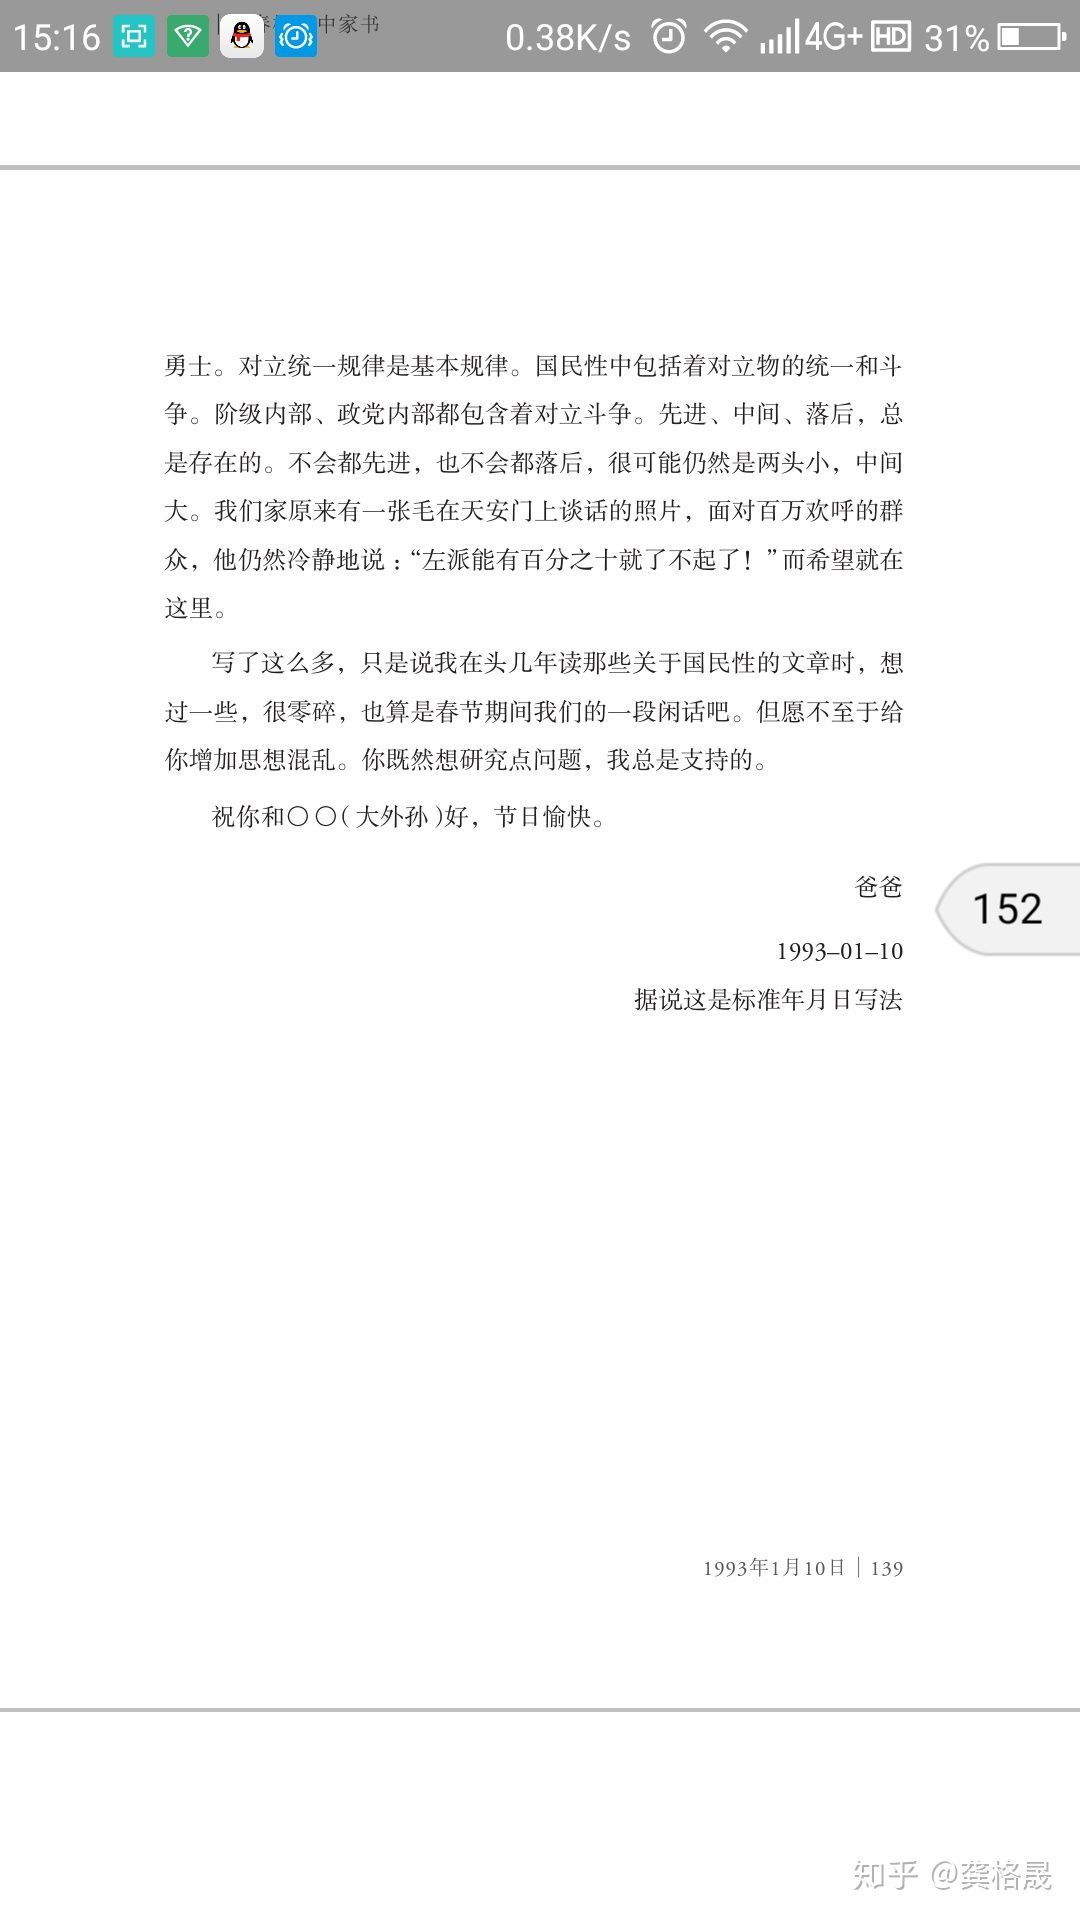 15:16 0.38K/s 4G+ HD 31%
中家书
勇士。对立统一规律是基本规律。国民性中包括着对立物的统一和斗
争。阶级内部、政党内部都包含着对立斗争。先进、中间、落后，总
是存在的。不会都先进，也不会都落后，很可能仍然是两头小，中间
大。我们家原来有一张毛在天安门上谈话的照片，面对百万欢呼的群
众，他仍然冷静地说：“左派能有百分之十就了不起了！”而希望就在
这里。
写了这么多，只是说我在头几年读那些关于国民性的文章时，想
过一些，很零碎，也算是春节期间我们的一段闲话吧。但愿不至于给
你增加思想混乱。你既然想研究点问题，我总是支持的。
祝你和〇〇（大外孙）好，节日愉快。
爸爸
152
1993–01–10
据说这是标准年月日写法
1993年1月10日｜139
知乎 @龚格晟